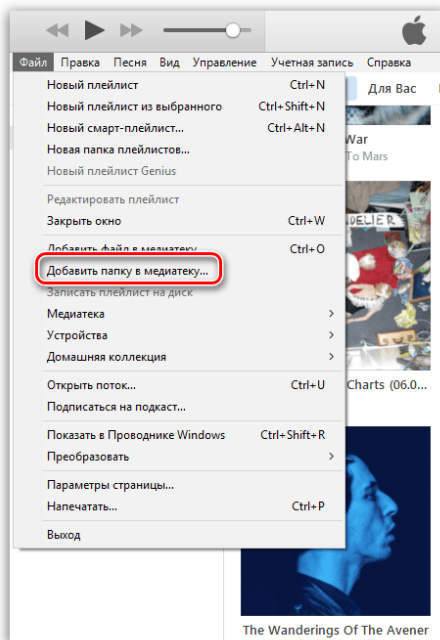 Файл Правка Песня Вид Управление Учетная запись Справка
Новый плейлист Ctrl+N
Новый плейлист из выбранного Ctrl+Shift+N
Новый смарт-плейлист... Ctrl+Alt+N
Новая папка плейлистов...
Новый плейлист Genius
Редактировать плейлист
Закрыть окно Ctrl+W
Добавить файл в медиатеку... Ctrl+O
Добавить папку в медиатеку...
Записать плейлист на диск
Медиатека
Устройства
Домашняя коллекция
Открыть поток... Ctrl+U
Подписаться на подкаст...
Показать в Проводнике Windows Ctrl+Shift+R
Преобразовать
Параметры страницы...
Напечатать... Ctrl+P
Выход
Для Вас
War
To Mars
DELIER
Charts (06.0...
The Wanderings Of The Avener